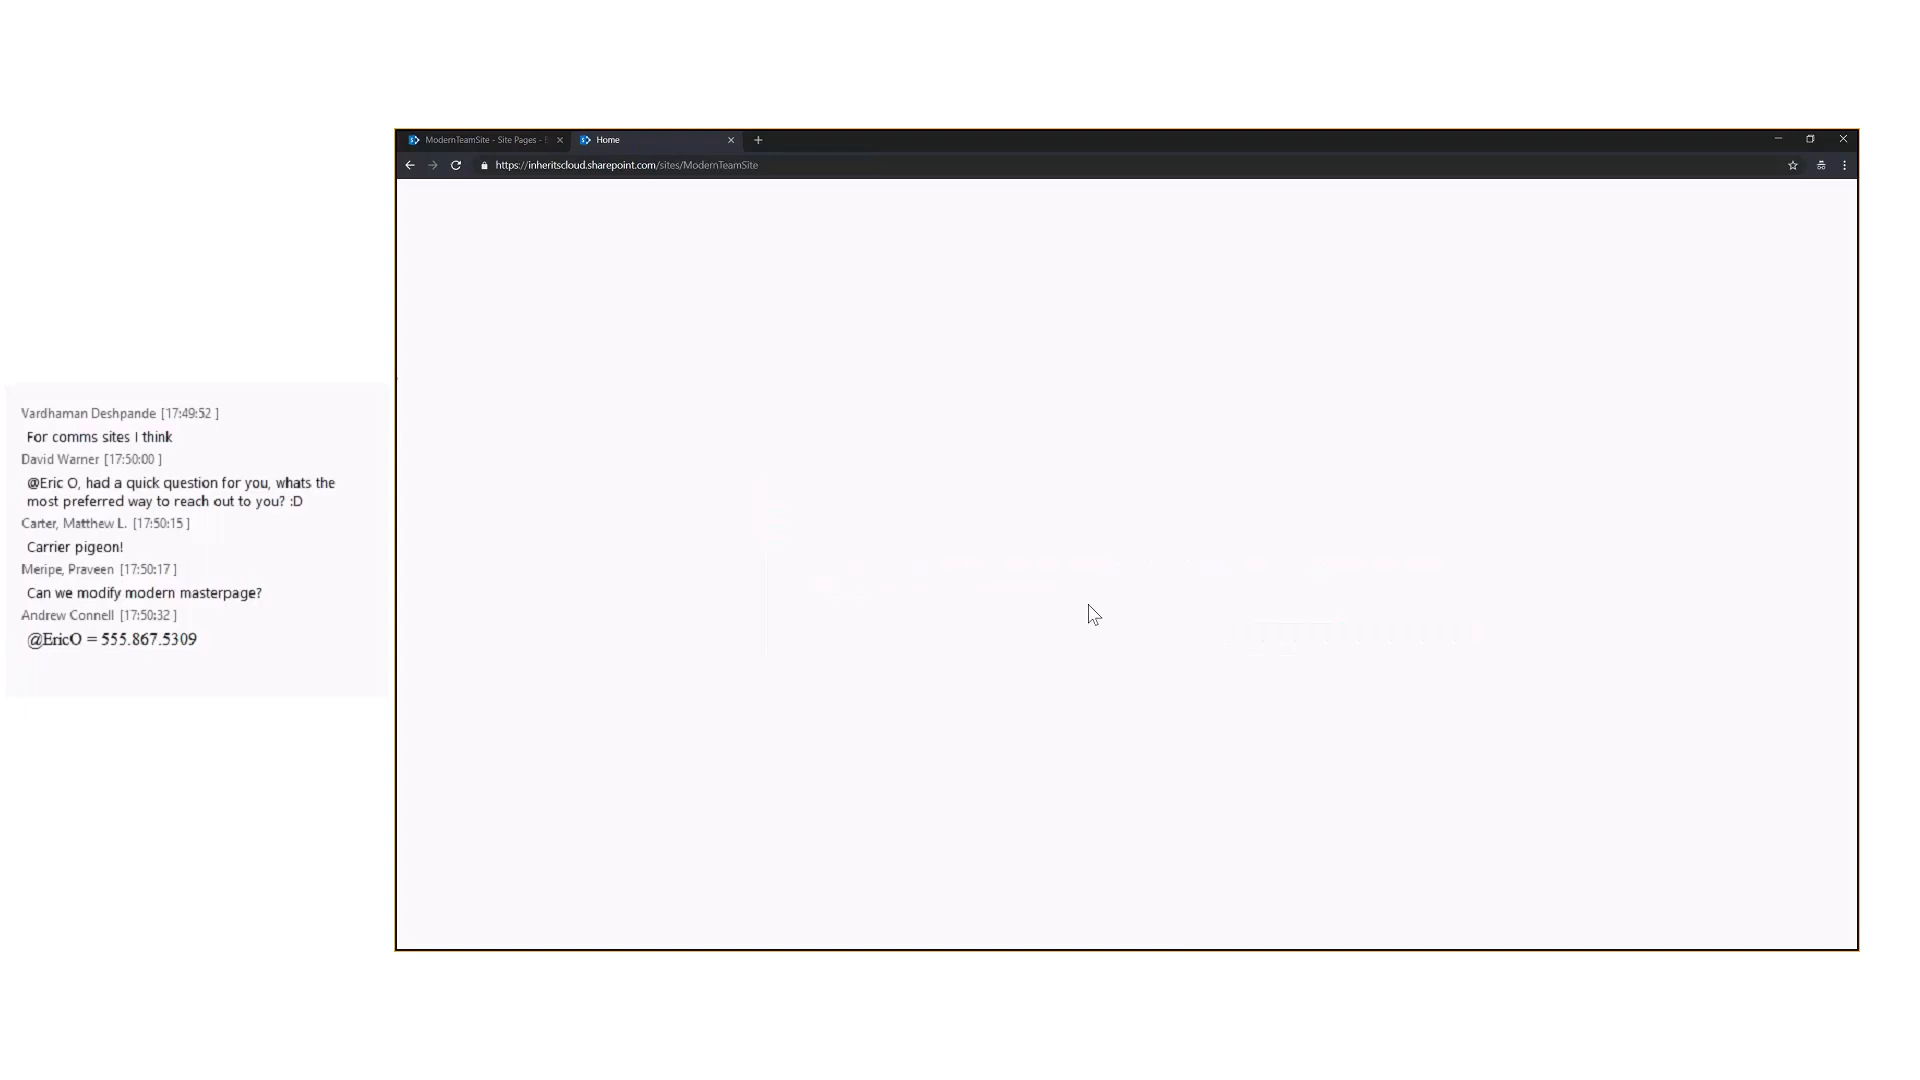 ModernTeamSite - Site Pages -
Home
https://inheritscloud.sharepoint.com/sites/ModernTeamSite
Vardhaman Deshpande [17:49:52 ]
For comms sites I think
David Warner [17:50:00 ]
@Eric O, had a quick question for you, whats the
most preferred way to reach out to you? :D
Carter, Matthew L. [17:50:15 ]
Carrier pigeon!
Meripe, Praveen [17:50:17 ]
Can we modify modern masterpage?
Andrew Connell [17:50:32 ]
@EricO = 555.867.5309